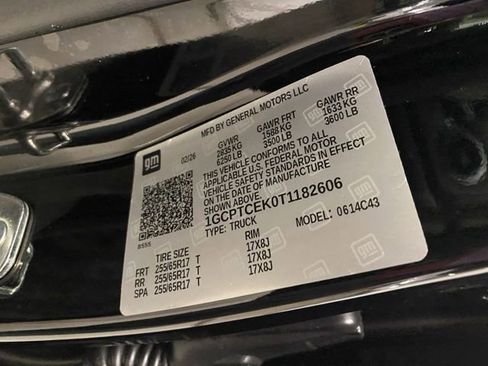 gm
02/26
MFD BY GENERAL MOTORS LLC
GVWR GAWR FRT GAWR RR
2835 KG 1588 KG 1633 KG
6250 LB 3500 LB 3600 LB
THIS VEHICLE CONFORMS TO ALL
APPLICABLE U.S. FEDERAL MOTOR
VEHICLE SAFETY STANDARDS IN EFFECT
ON THE DATE OF MANUFACTURE SHOWN ABOVE
1GCPTCEK0T1182606
TYPE: TRUCK MODEL: 0614C43
8555
TIRE SIZE RIM
FRT 255/65R17 T 17X8J
RR 255/65R17 T 17X8J
SPA 255/65R17 T 17X8J